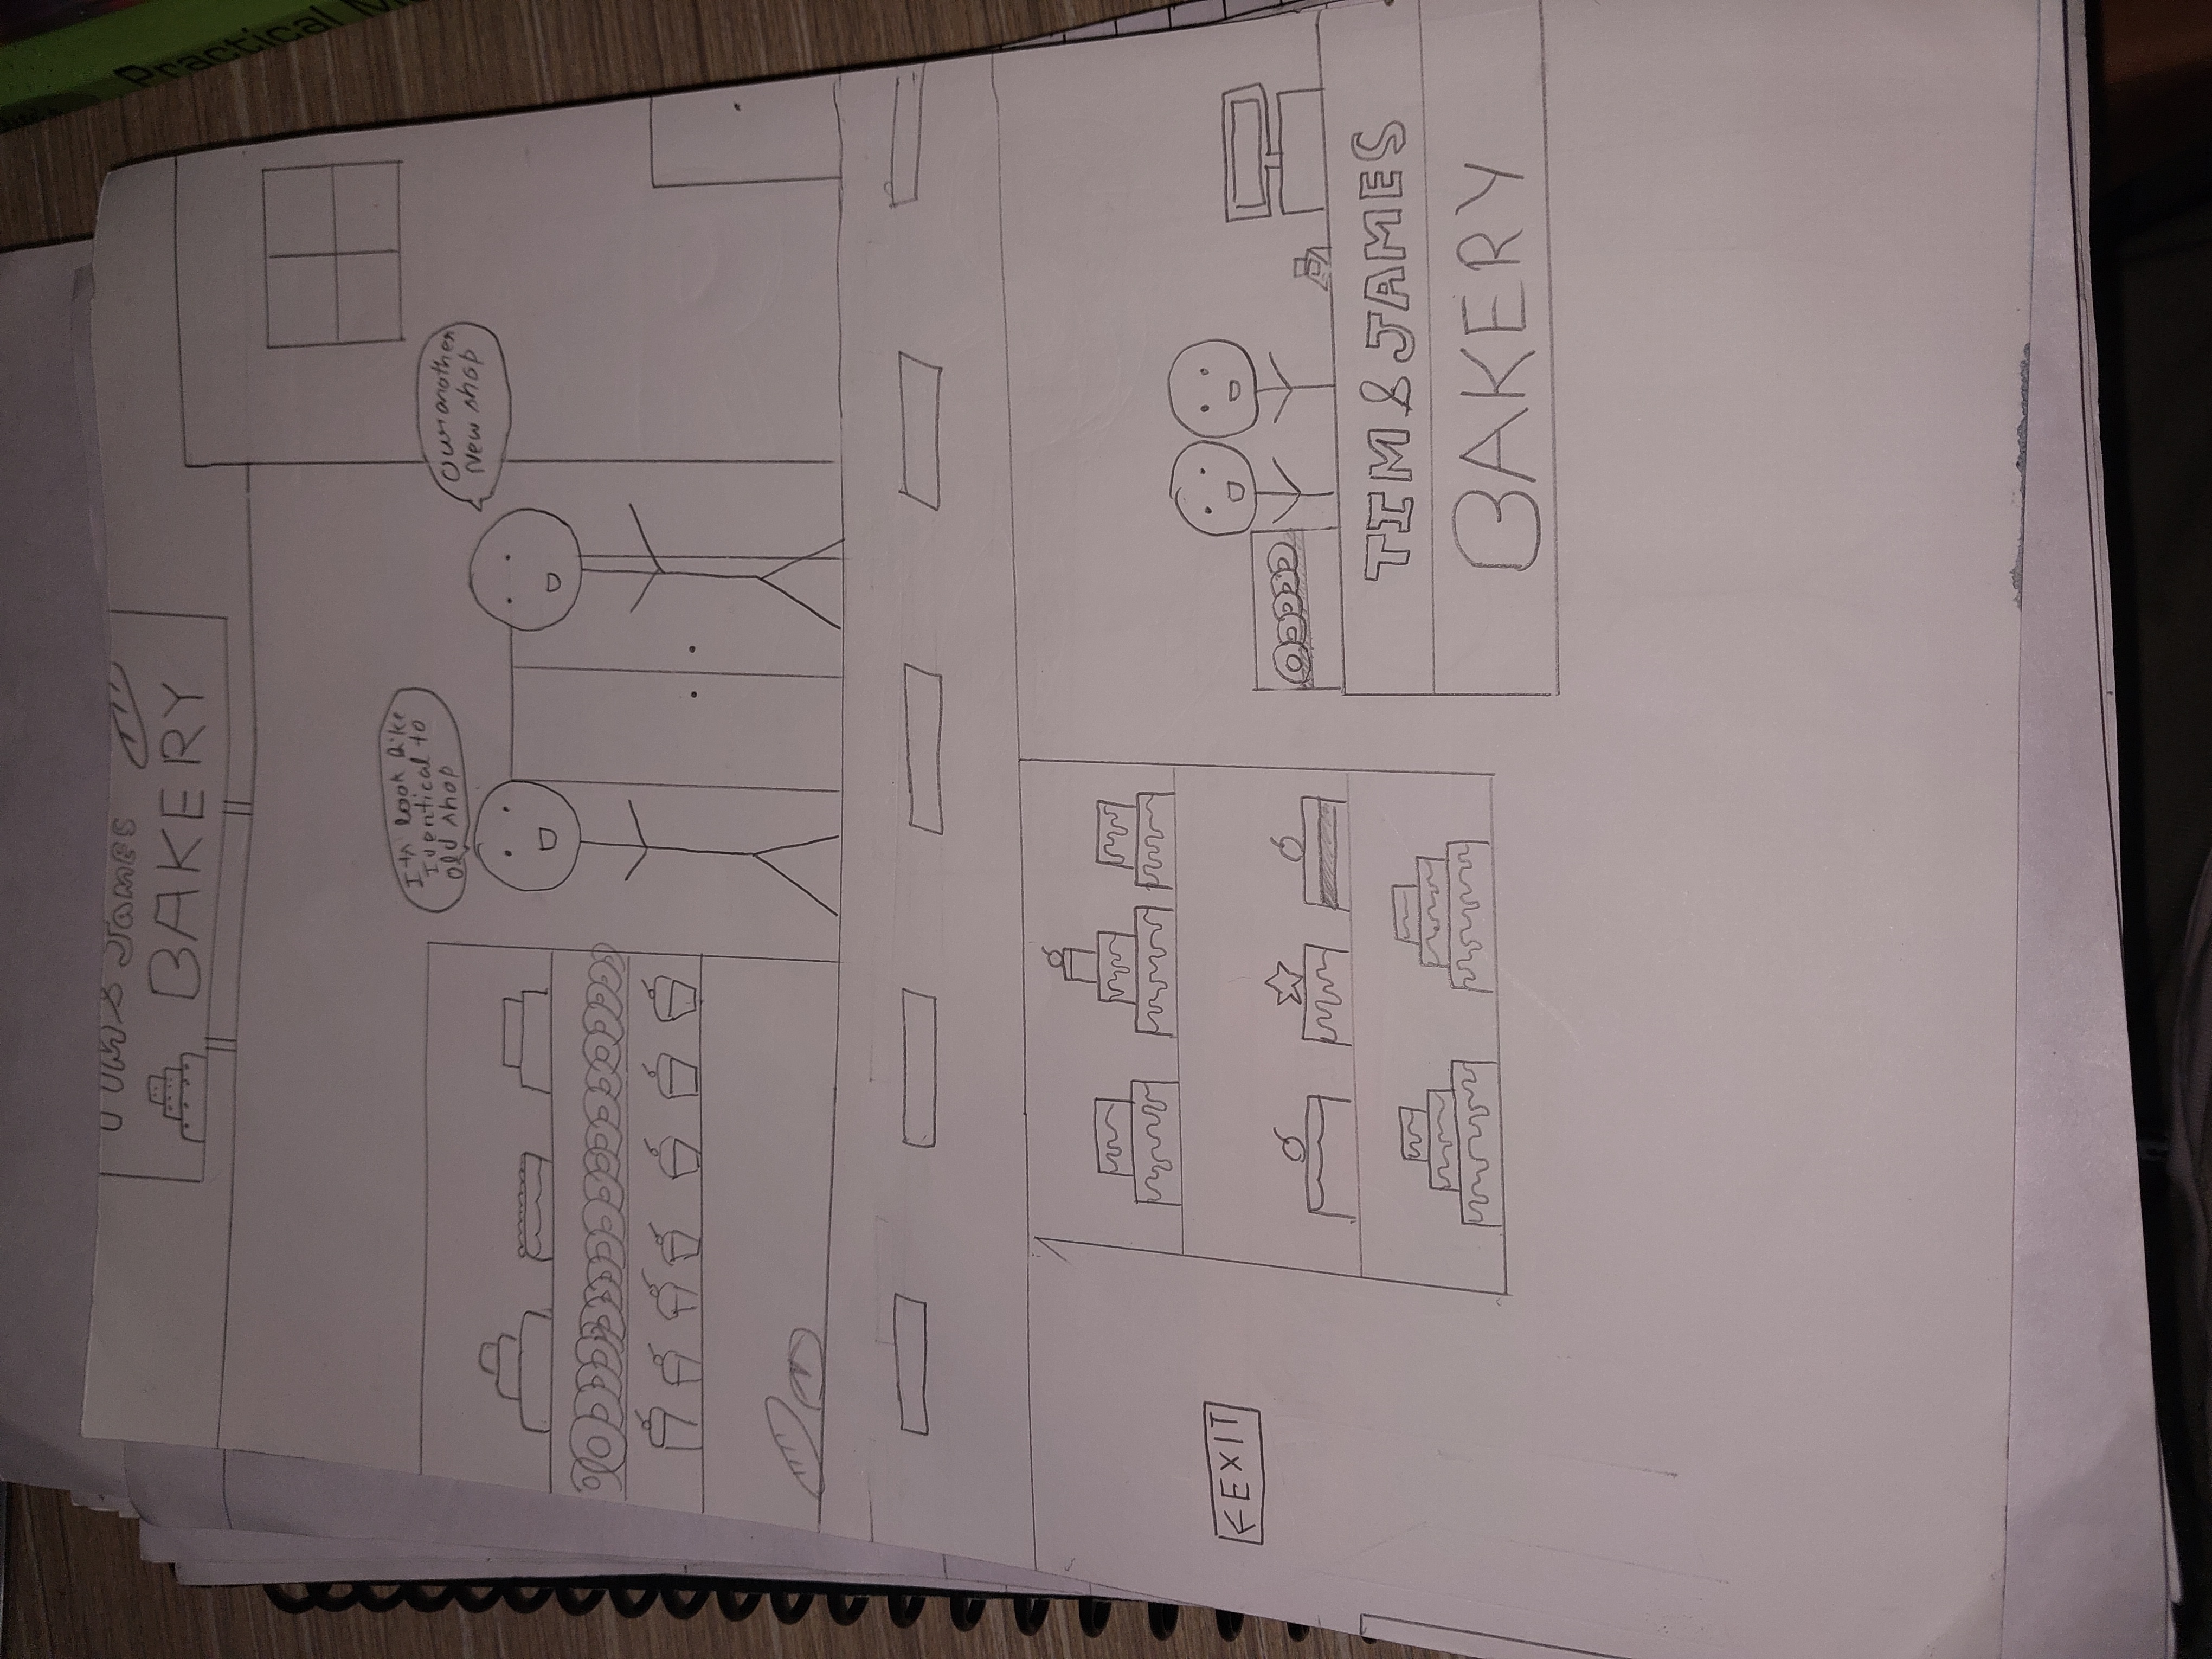 TIM & JAMES
BAKERY
Its look like
Iventical to
old shop
Our another
New shop
← EXIT
TIM & JAMES
BAKERY
Practical